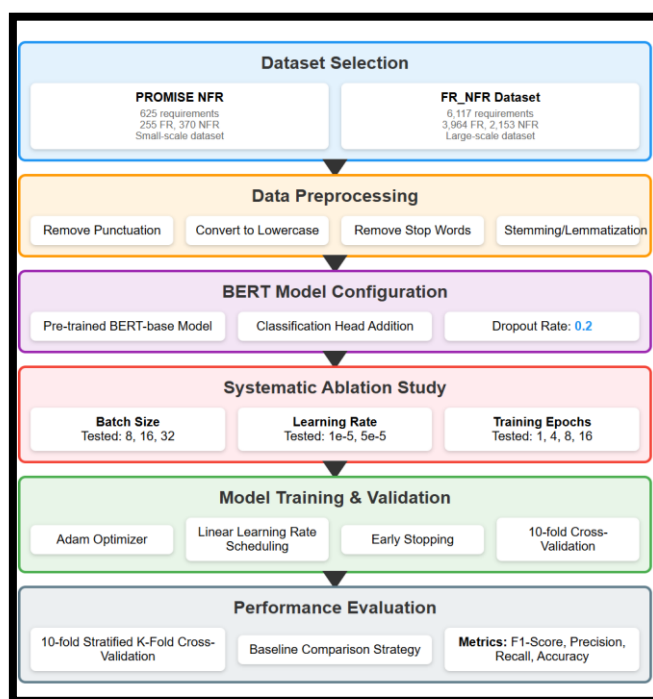 Dataset Selection
PROMISE NFR
625 requirements
255 FR, 370 NFR
Small-scale dataset
FR_NFR Dataset
6,117 requirements
3,964 FR, 2,153 NFR
Large-scale dataset
Data Preprocessing
Remove Punctuation
Convert to Lowercase
Remove Stop Words
Stemming/Lemmatization
BERT Model Configuration
Pre-trained BERT-base Model
Classification Head Addition
Dropout Rate: 0.2
Systematic Ablation Study
Batch Size
Tested: 8, 16, 32
Learning Rate
Tested: 1e-5, 5e-5
Training Epochs
Tested: 1, 4, 8, 16
Model Training & Validation
Adam Optimizer
Linear Learning Rate
Scheduling
Early Stopping
10-fold Cross-
Validation
Performance Evaluation
10-fold Stratified K-Fold Cross-
Validation
Baseline Comparison Strategy
Metrics: F1-Score, Precision,
Recall, Accuracy